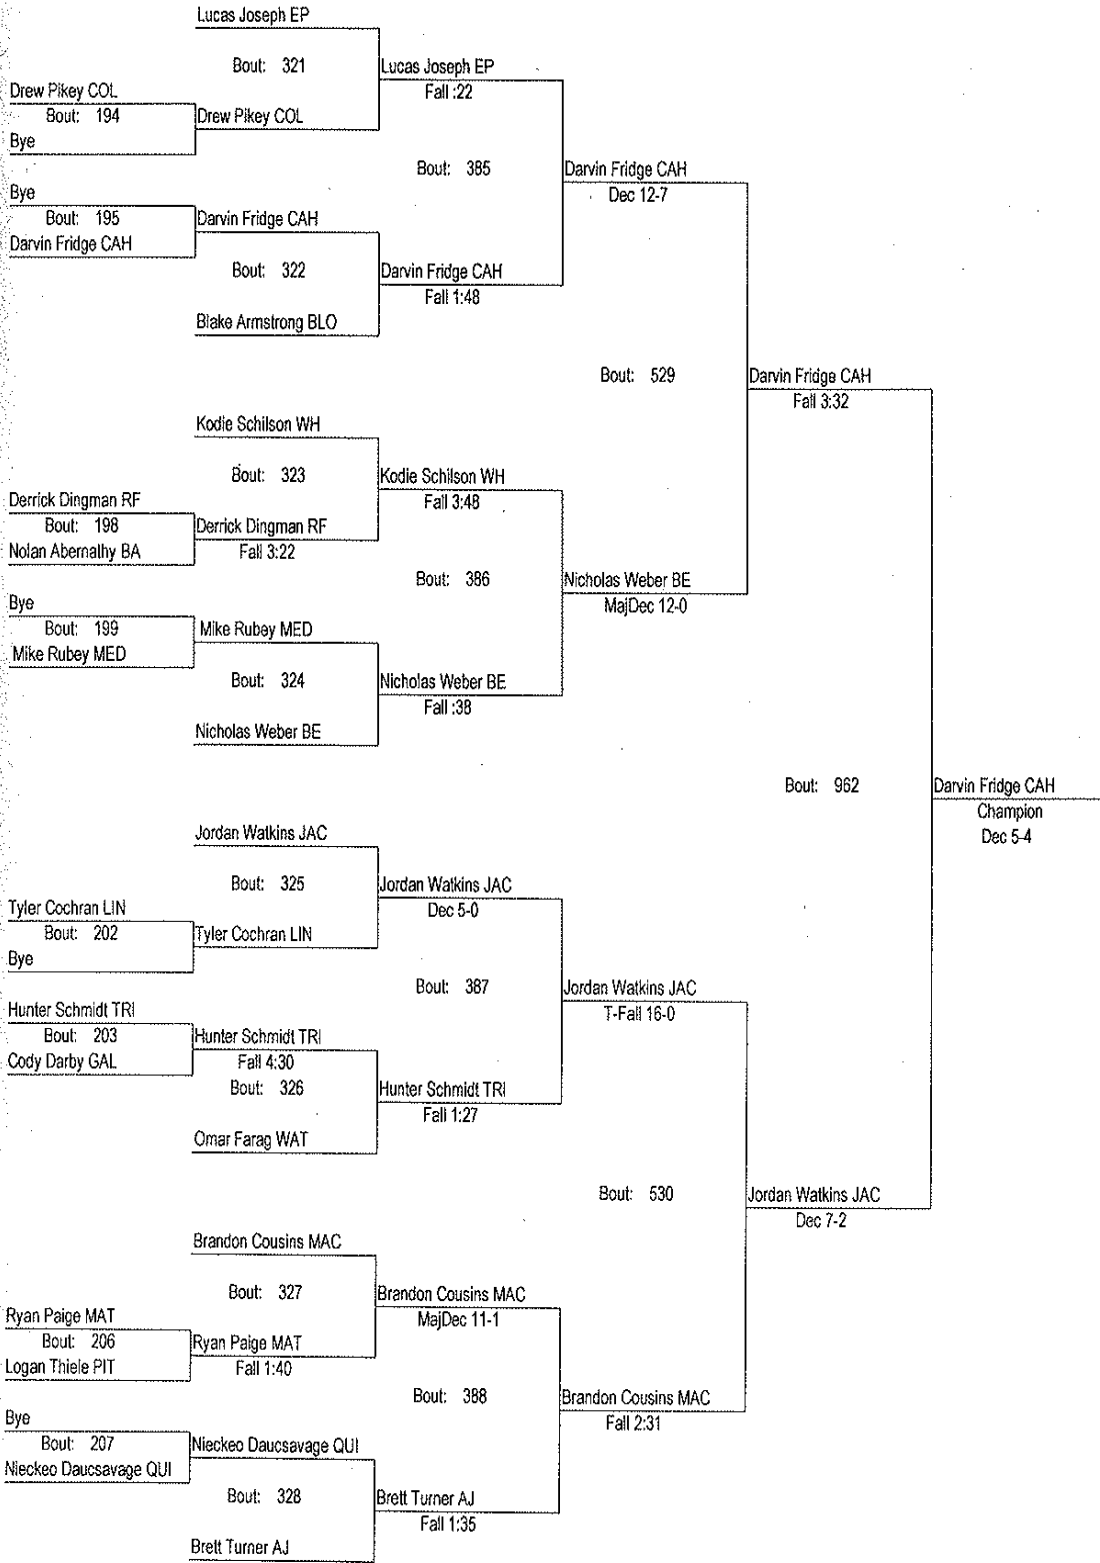 Lucas Joseph EP
Bout: 321
Lucas Joseph EP
Fall :22
Drew Pikey COL
Bout: 194
Drew Pikey COL
Bye
Bout: 385
Darvin Fridge CAH
Dec 12-7
Bye
Bout: 195
Darvin Fridge CAH
Darvin Fridge CAH
Bout: 322
Darvin Fridge CAH
Fall 1:48
Blake Armstrong BLO
Bout: 529
Darvin Fridge CAH
Fall 3:32
Kodie Schilson WH
Bout: 323
Kodie Schilson WH
Fall 3:48
Derrick Dingman RF
Bout: 198
Derrick Dingman RF
Fall 3:22
Nolan Abernathy BA
Bout: 386
Nicholas Weber BE
MajDec 12-0
Bye
Bout: 199
Mike Rubey MED
Mike Rubey MED
Bout: 324
Nicholas Weber BE
Fall :38
Nicholas Weber BE
Bout: 962
Darvin Fridge CAH
Champion
Dec 5-4
Jordan Watkins JAC
Bout: 325
Jordan Watkins JAC
Dec 5-0
Tyler Cochran LIN
Bout: 202
Tyler Cochran LIN
Bye
Bout: 387
Jordan Watkins JAC
T-Fall 16-0
Hunter Schmidt TRI
Bout: 203
Hunter Schmidt TRI
Cody Darby GAL
Fall 4:30
Bout: 326
Hunter Schmidt TRI
Fall 1:27
Omar Farag WAT
Bout: 530
Jordan Watkins JAC
Dec 7-2
Brandon Cousins MAC
Bout: 327
Brandon Cousins MAC
MajDec 11-1
Ryan Paige MAT
Bout: 206
Ryan Paige MAT
Logan Thiele PIT
Fall 1:40
Bout: 388
Brandon Cousins MAC
Fall 2:31
Bye
Bout: 207
Nieckeo Daucsavage QUI
Nieckeo Daucsavage QUI
Bout: 328
Brett Turner AJ
Fall 1:35
Brett Turner AJ